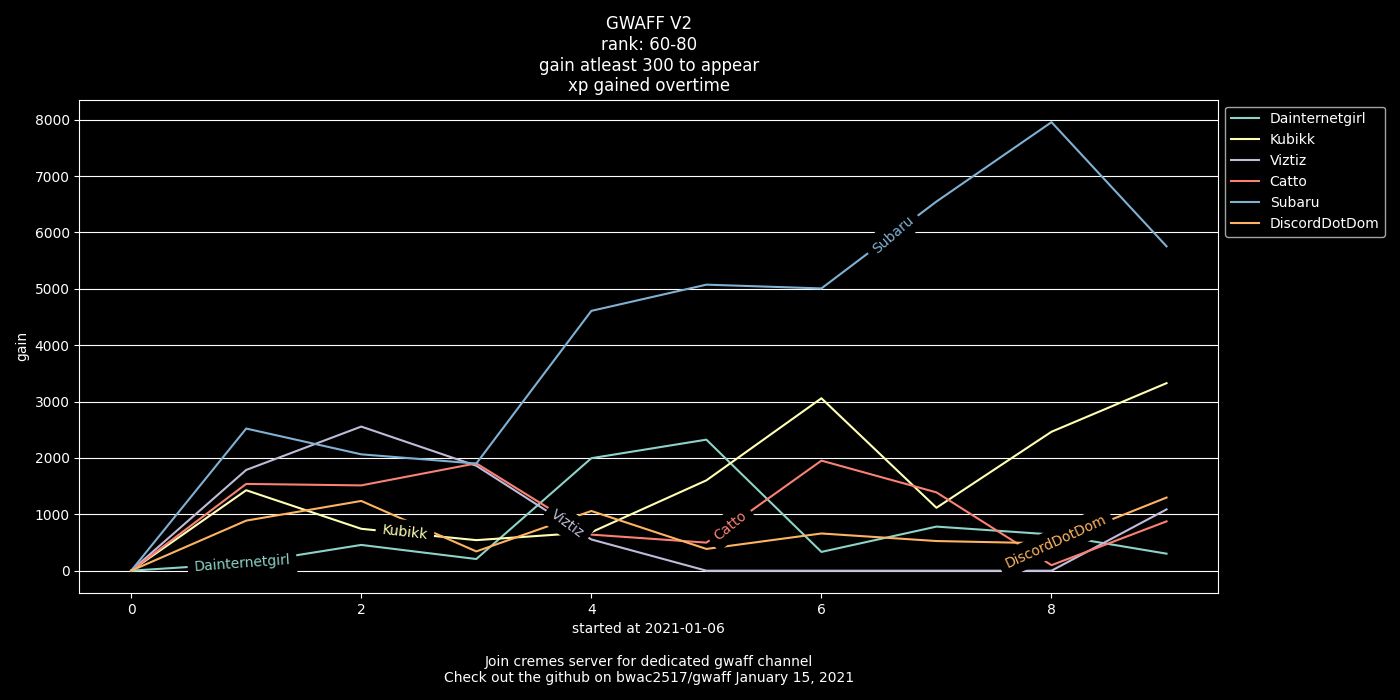 GWAFF V2
rank: 60-80
gain atleast 300 to appear
xp gained overtime
8000
7000
6000
5000
4000
3000
2000
1000
0
gain
Subaru
Kubikk
Viztiz
Catto
Dainternetgirl
DiscordDotDom
Dainternetgirl
Kubikk
Viztiz
Catto
Subaru
DiscordDotDom
0 2 4 6 8
started at 2021-01-06
Join cremes server for dedicated gwaff channel
Check out the github on bwac2517/gwaff January 15, 2021